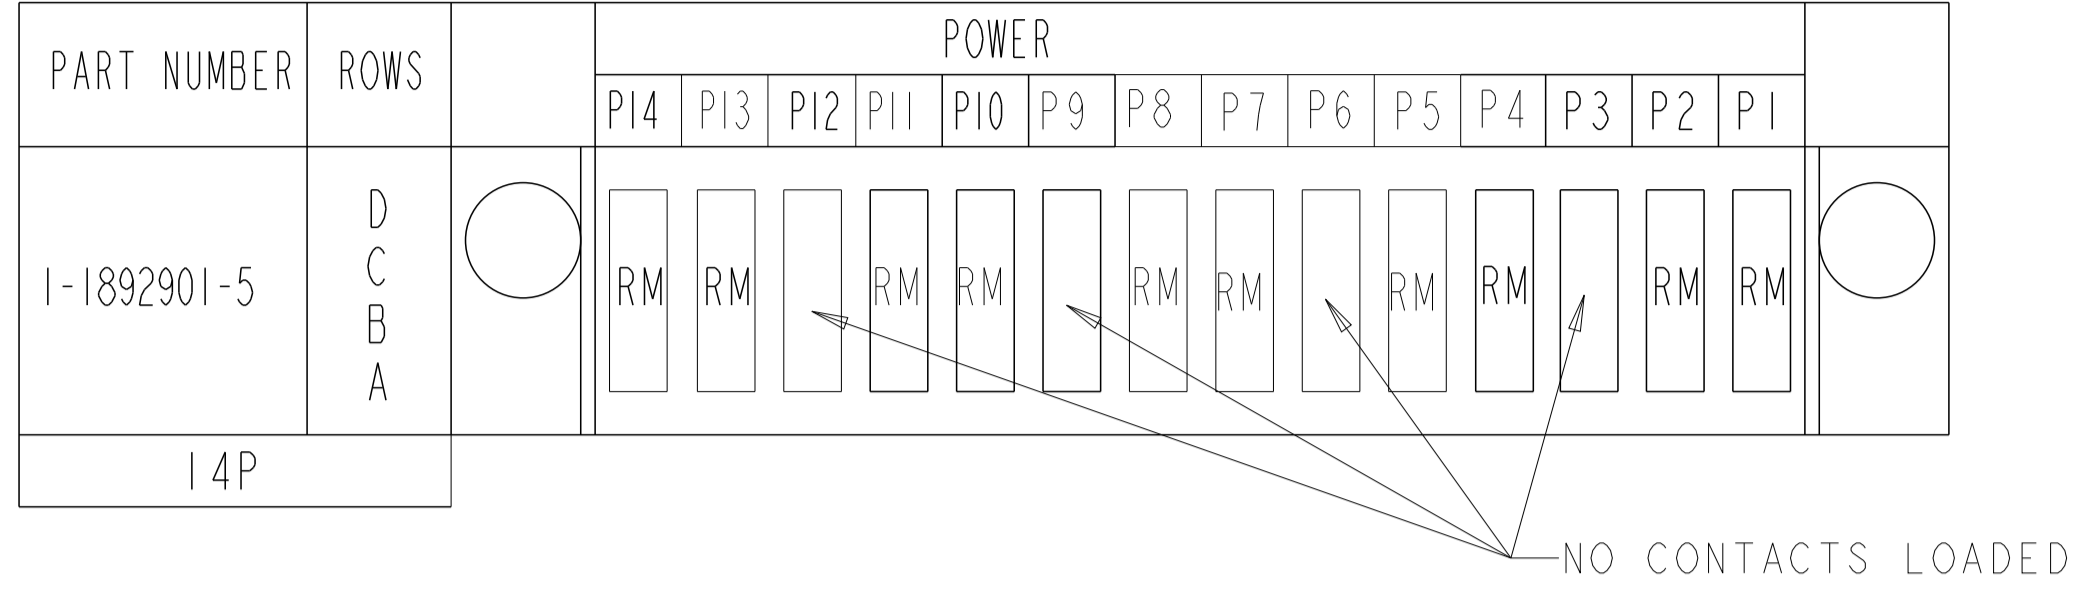 POWER
PART NUMBER ROWS
P14 P13 P12 P11 P10 P9 P8 P7 P6 P5 P4 P3 P2 P1
D
C
1-1892901-5 RM RM RM RM RM RM RM RM RM RM
B
A
14P
NO CONTACTS LOADED